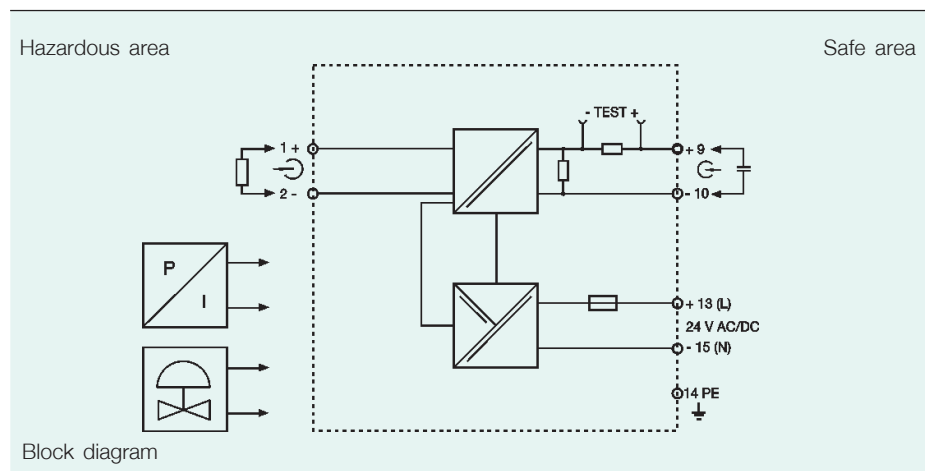 Hazardous area
Safe area
- TEST +
1 +
+ 9
2 -
- 10
P
I
+ 13 (L)
24 V AC/DC
- 15 (N)
14 PE
Block diagram